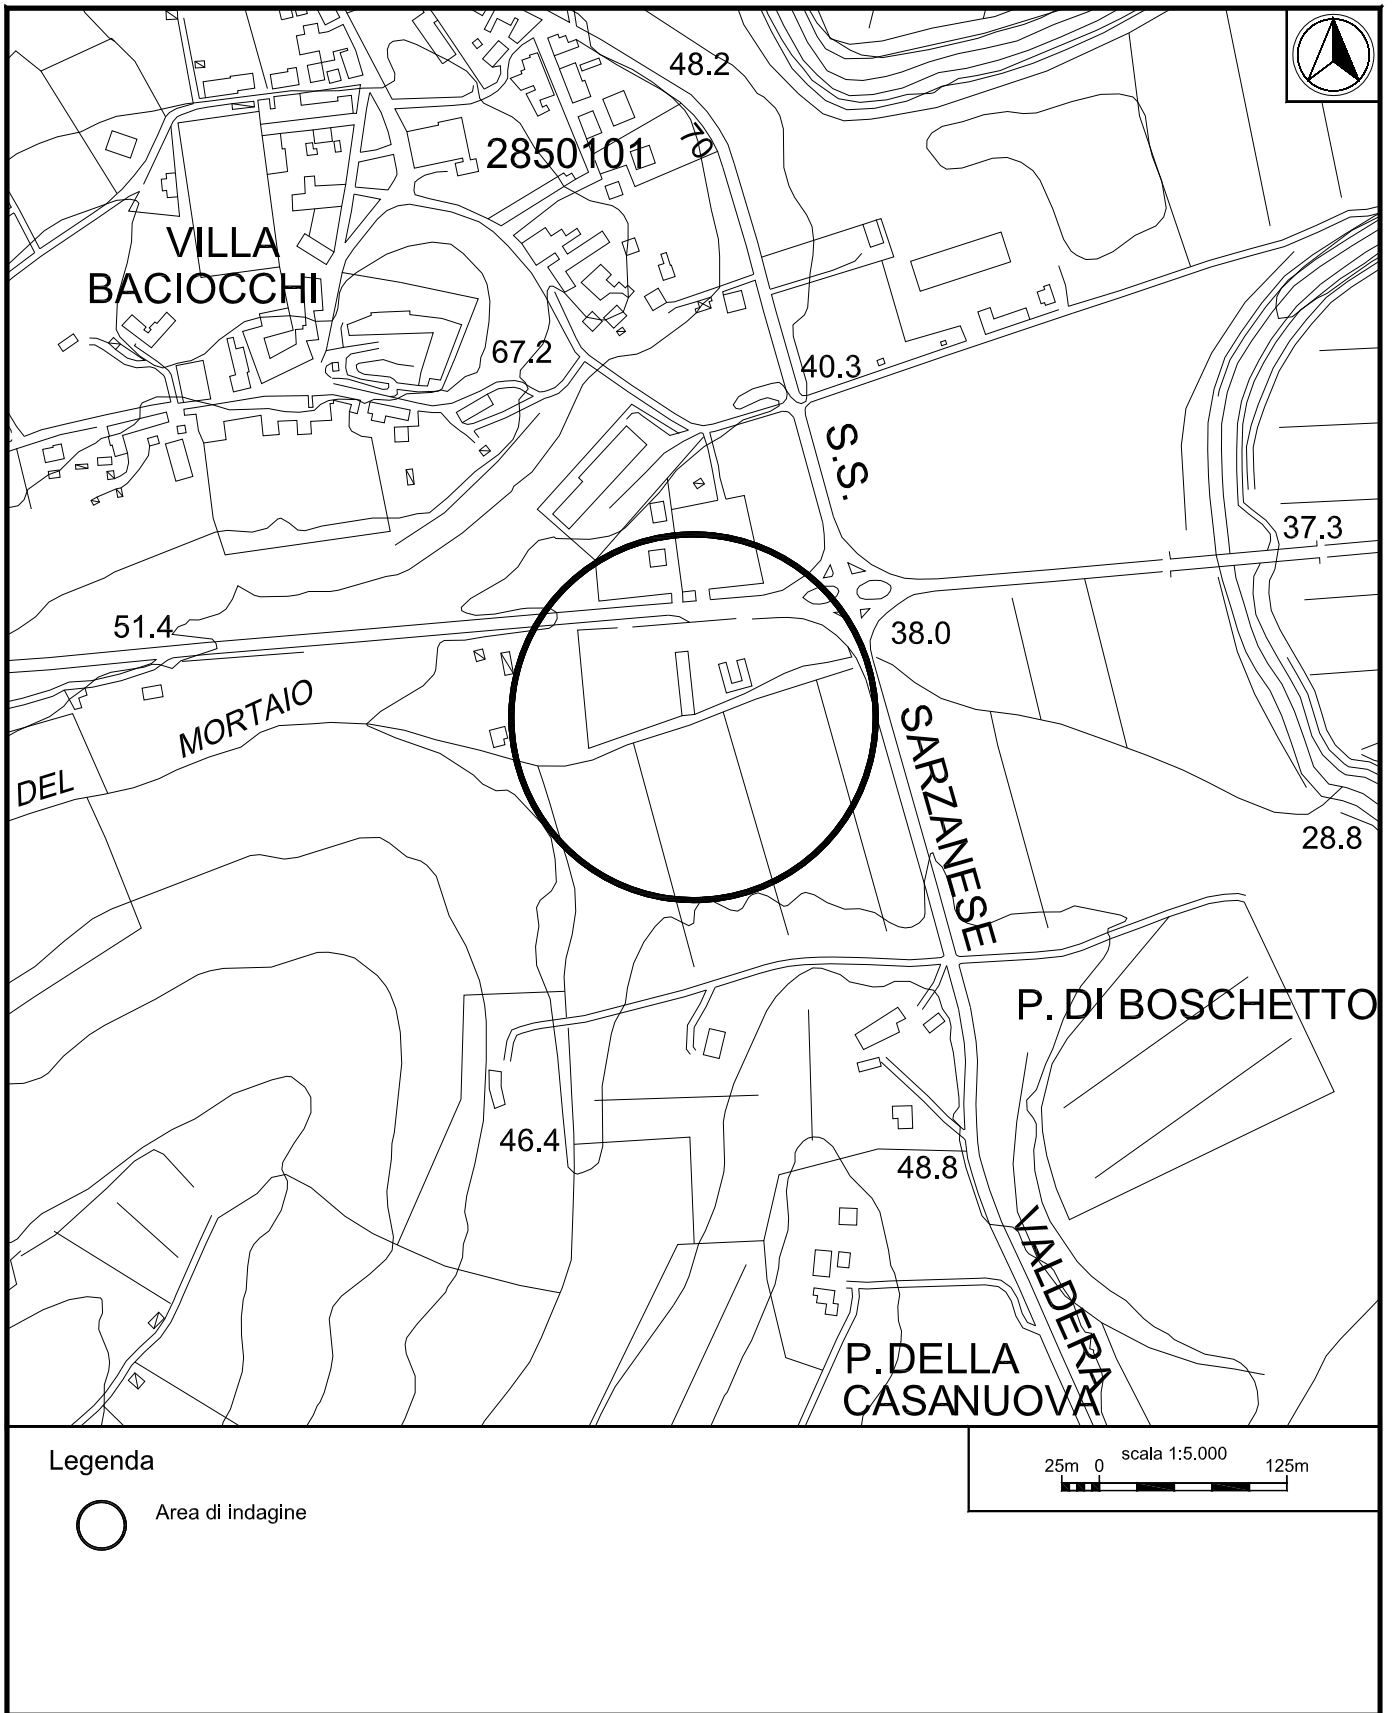 48.2
70
2850101
VILLA
BACIOCCHI
67.2
40.3
S.S.
37.3
51.4
38.0
MORTAIO
DEL
SARZANESE
28.8
P. DI BOSCHETTO
46.4
48.8
VALDERA
P.DELLA
CASANUOVA
Legenda
Area di indagine
scala 1:5.000
25m 0 125m